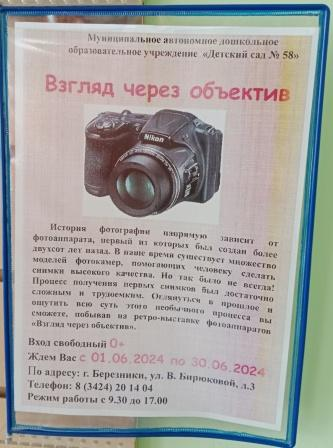 Муниципальное автономное дошкольное
образовательное учреждение «Детский сад № 58»
Взгляд через объектив
Nikon
История фотографии напрямую зависит от
фотоаппарата, первый из которых был создан более
двухсот лет назад. В наше время существует множество
моделей фотокамер, помогающих человеку сделать
снимки высокого качества. Но так было не всегда!
Процесс получения первых снимков был достаточно
сложным и трудоемким. Оглянуться в прошлое и
ощутить всю суть этого необычного процесса вы
сможете, побывав на ретро-выставке фотоаппаратов
«Взгляд через объектив».
Вход свободный 0+
Ждем Вас с 01.06.2024 по 30.06.2024
По адресу: г. Березники, ул. В. Бирюковой, д.3
Телефон: 8 (3424) 20 14 04
Режим работы с 9.30 до 17.00